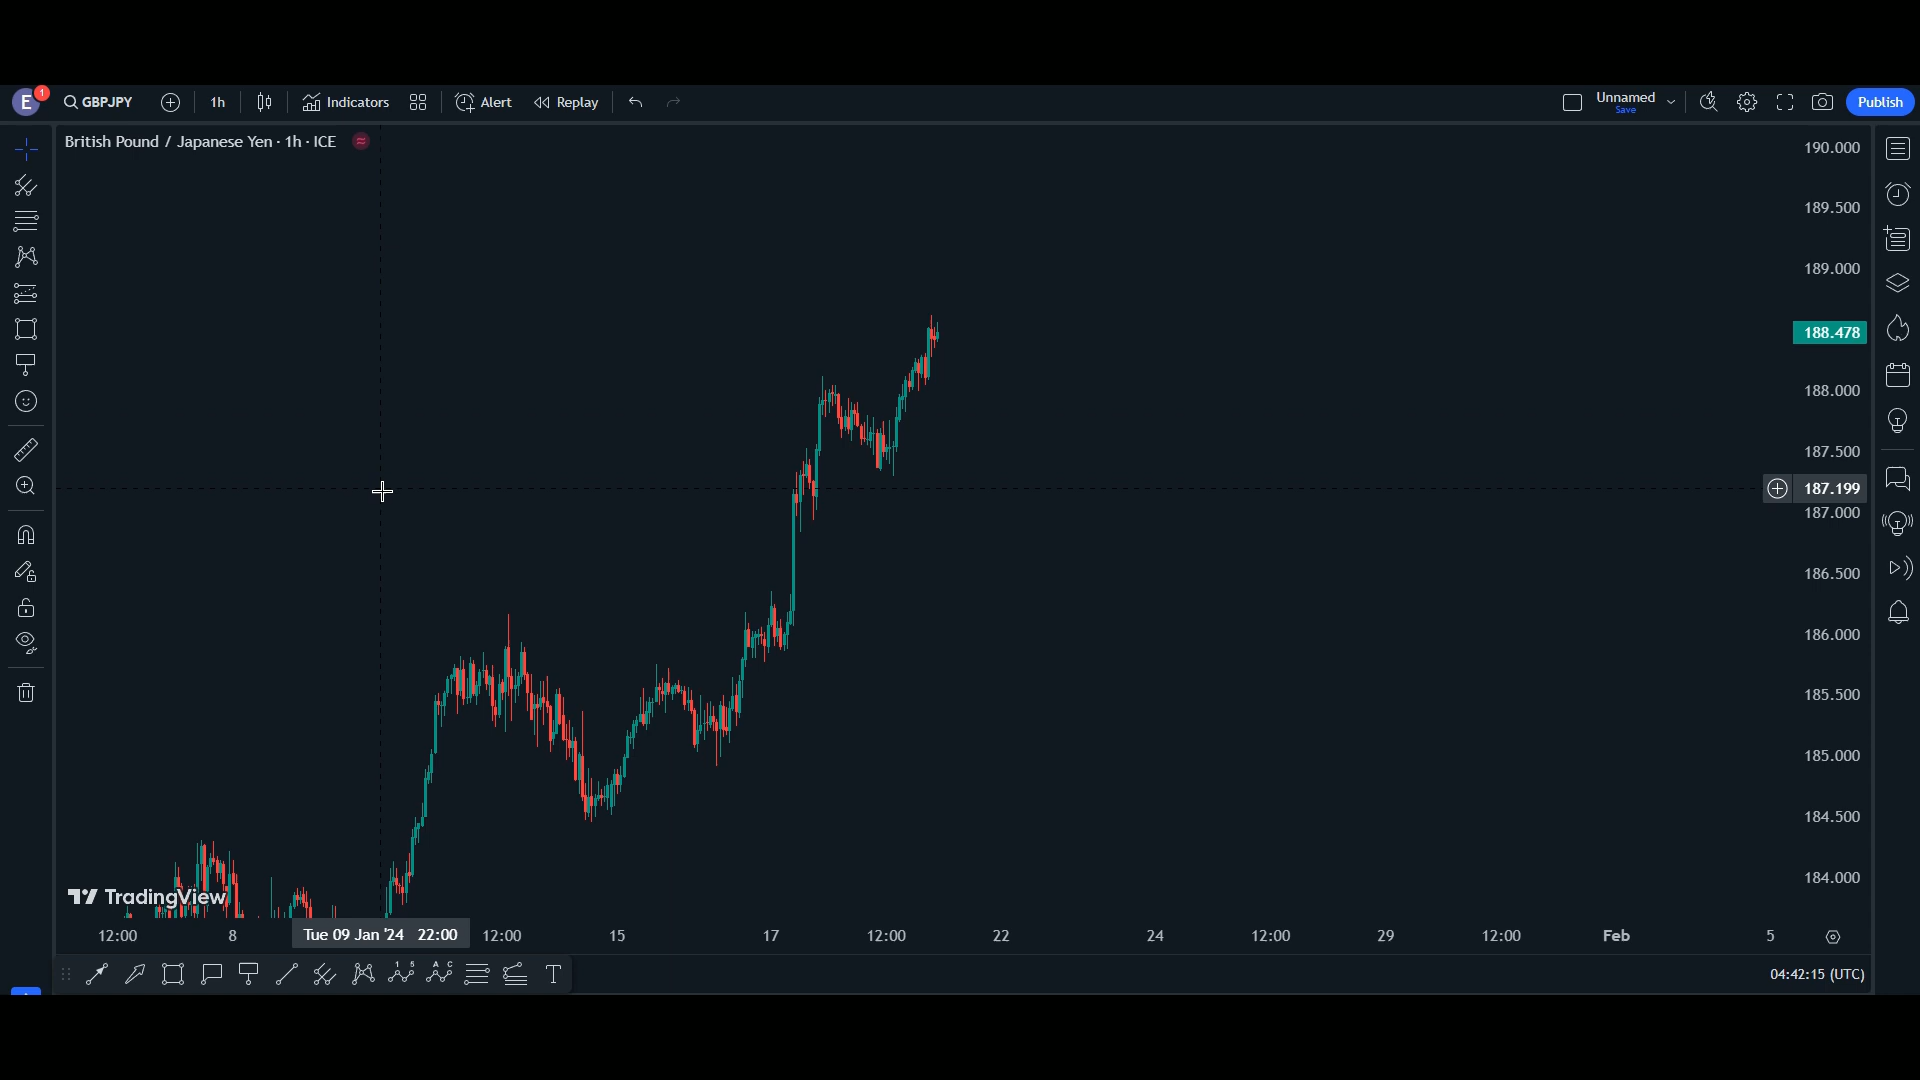 E 1 GBPJPY 1h Indicators Alert Replay Unnamed Save Publish
British Pound / Japanese Yen · 1h · ICE
190.000
189.500
189.000
188.478
188.000
187.500
187.199
187.000
186.500
186.000
185.500
185.000
184.500
184.000
TradingView
12:00 8 Tue 09 Jan '24 22:00 12:00 15 17 12:00 22 24 12:00 29 12:00 Feb 5
1 5 A C T 04:42:15 (UTC)